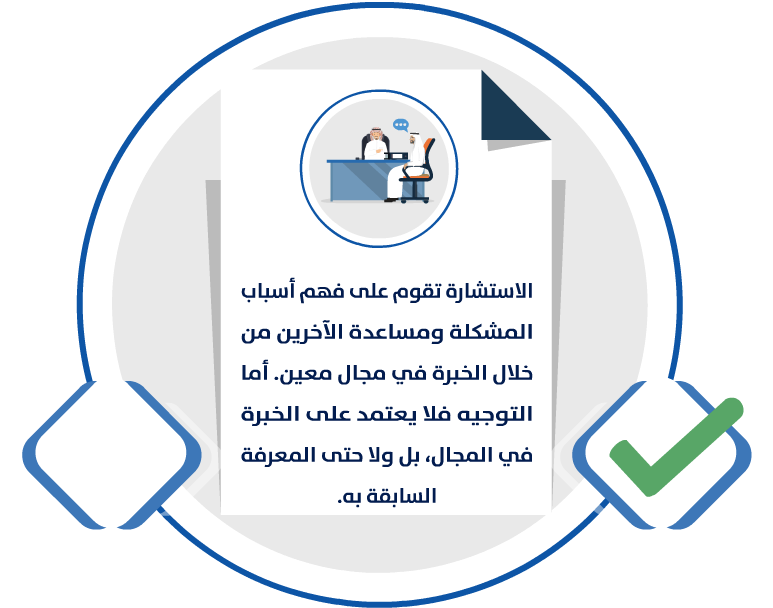 الاستشارة تقوم على فهم أسباب
المشكلة ومساعدة الآخرين من
خلال الخبرة في مجال معين. أما
التوجيه فلا يعتمد على الخبرة
في المجال، بل ولا حتى المعرفة
السابقة به.